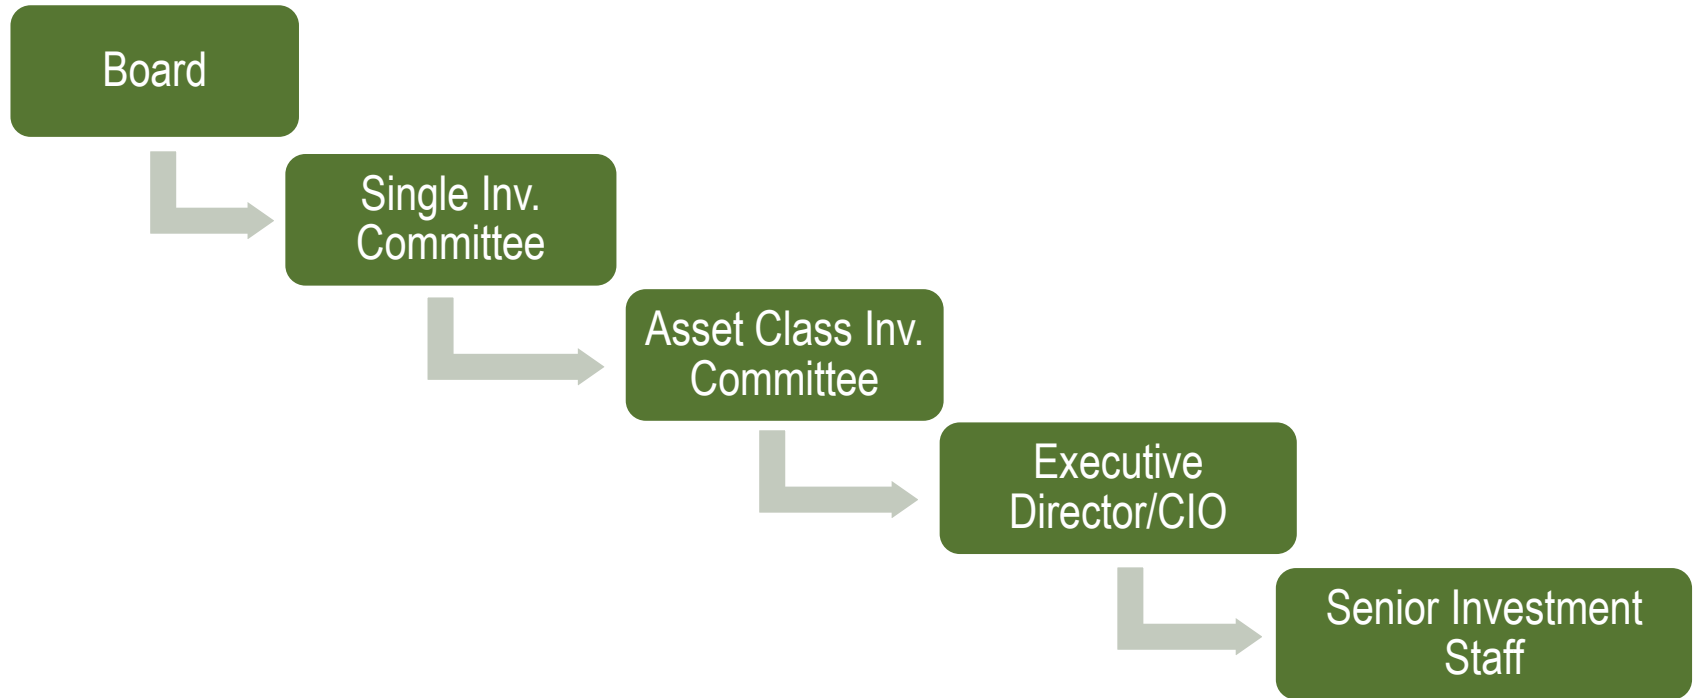 Board
Single Inv.
Committee
Asset Class Inv.
Committee
Executive
Director/CIO
Senior Investment
Staff